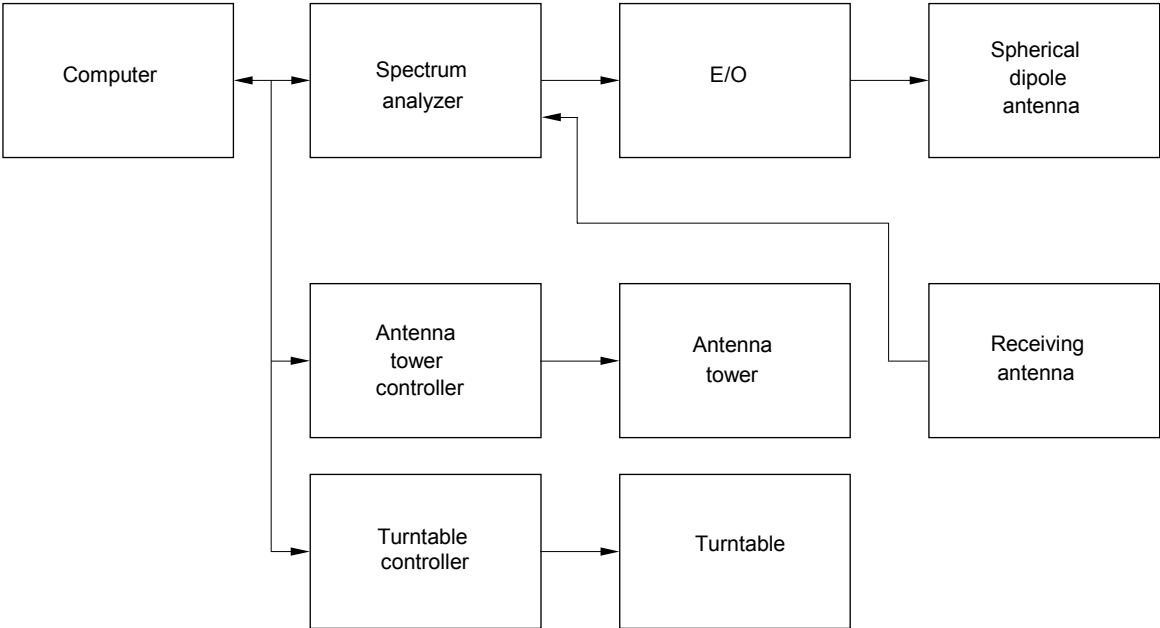 Computer
Spectrum
analyzer
E/O
Spherical
dipole
antenna
Antenna
tower
controller
Antenna
tower
Receiving
antenna
Turntable
controller
Turntable